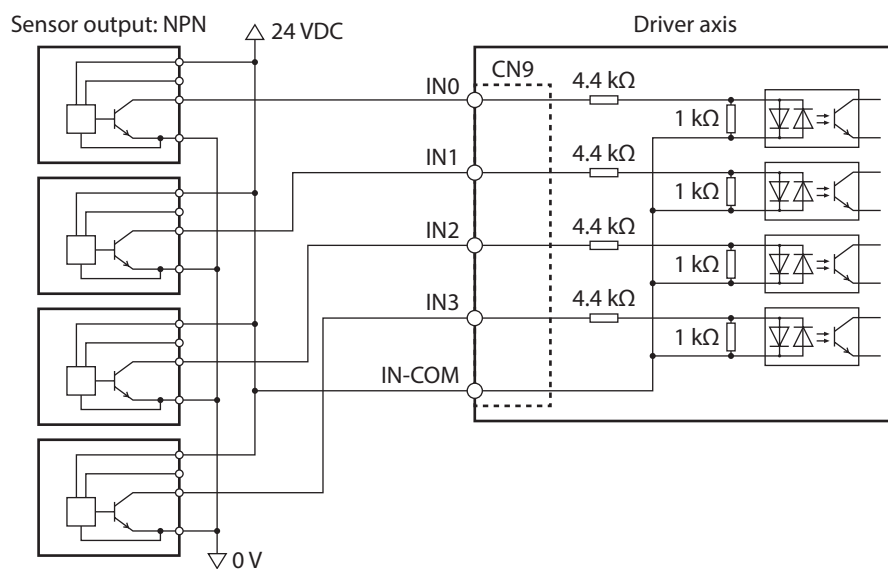 Sensor output: NPN
24 VDC
Driver axis
CN9
IN0
4.4 kΩ
1 kΩ
IN1
4.4 kΩ
1 kΩ
IN2
4.4 kΩ
1 kΩ
IN3
4.4 kΩ
1 kΩ
IN-COM
0 V